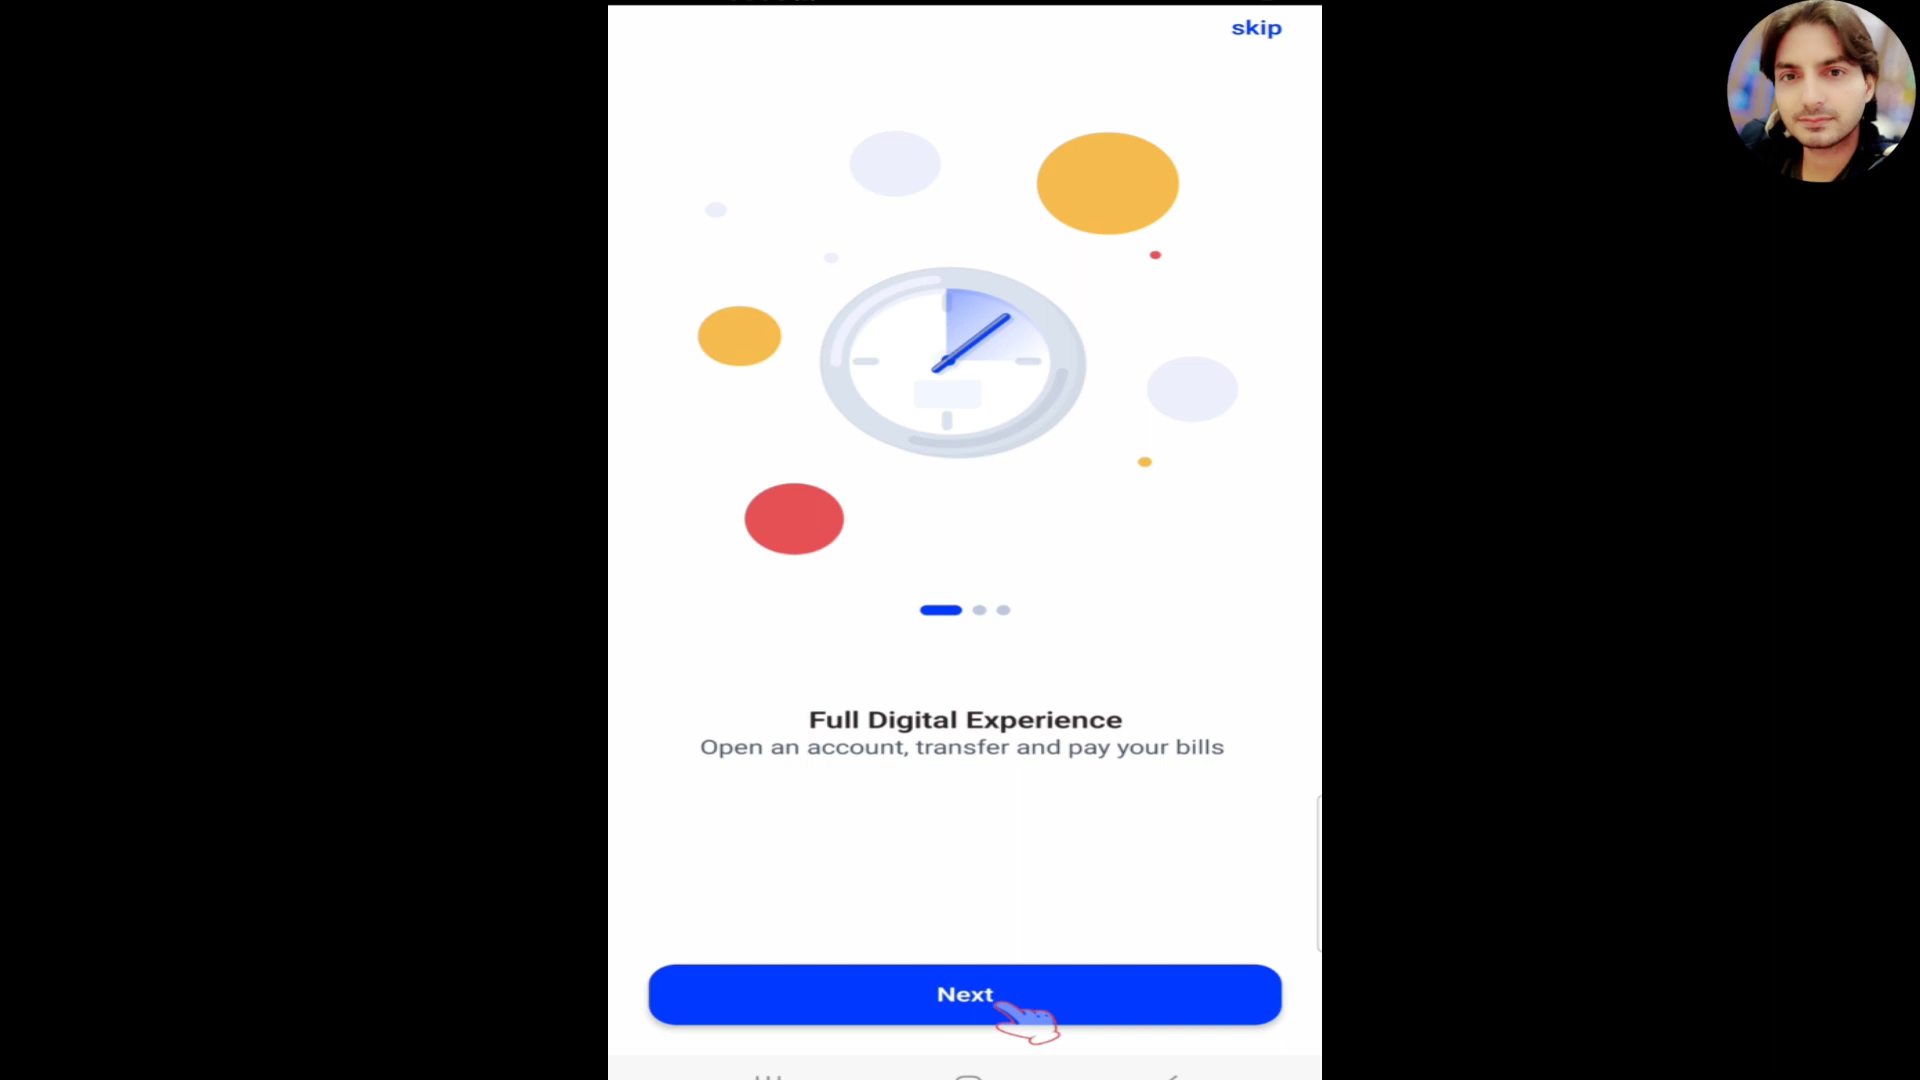 skip
Full Digital Experience
Open an account, transfer and pay your bills
Next